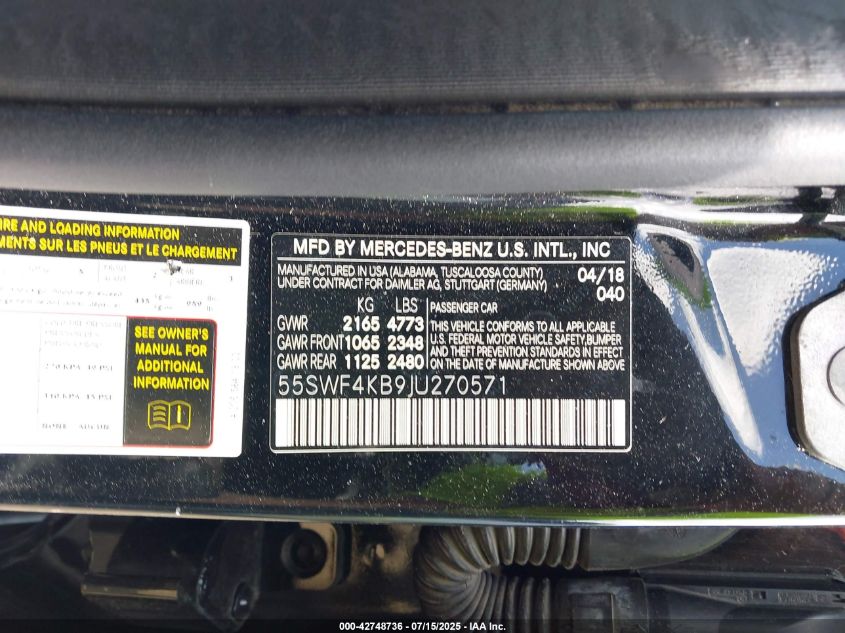 IRE AND LOADING INFORMATION
MENTS SUR LES PNEUS ET LE CHARGEMENT
SEE OWNER'S
MANUAL FOR
ADDITIONAL
INFORMATION
MFD BY MERCEDES-BENZ U.S. INTL., INC
MANUFACTURED IN USA (ALABAMA, TUSCALOOSA COUNTY) 04/18
UNDER CONTRACT FOR DAIMLER AG, STUTTGART (GERMANY) 040
KG LBS PASSENGER CAR
GVWR 2165 4773 THIS VEHICLE CONFORMS TO ALL APPLICABLE
GAWR FRONT 1065 2348 U.S. FEDERAL MOTOR VEHICLE SAFETY, BUMPER
GAWR REAR 1125 2480 AND THEFT PREVENTION STANDARDS IN EFFECT
ON THE DATE OF MANUFACTURE SHOWN ABOVE
55SWF4KB9JU270571
000-42748736 / 07/15/2025 / IAA, Inc.